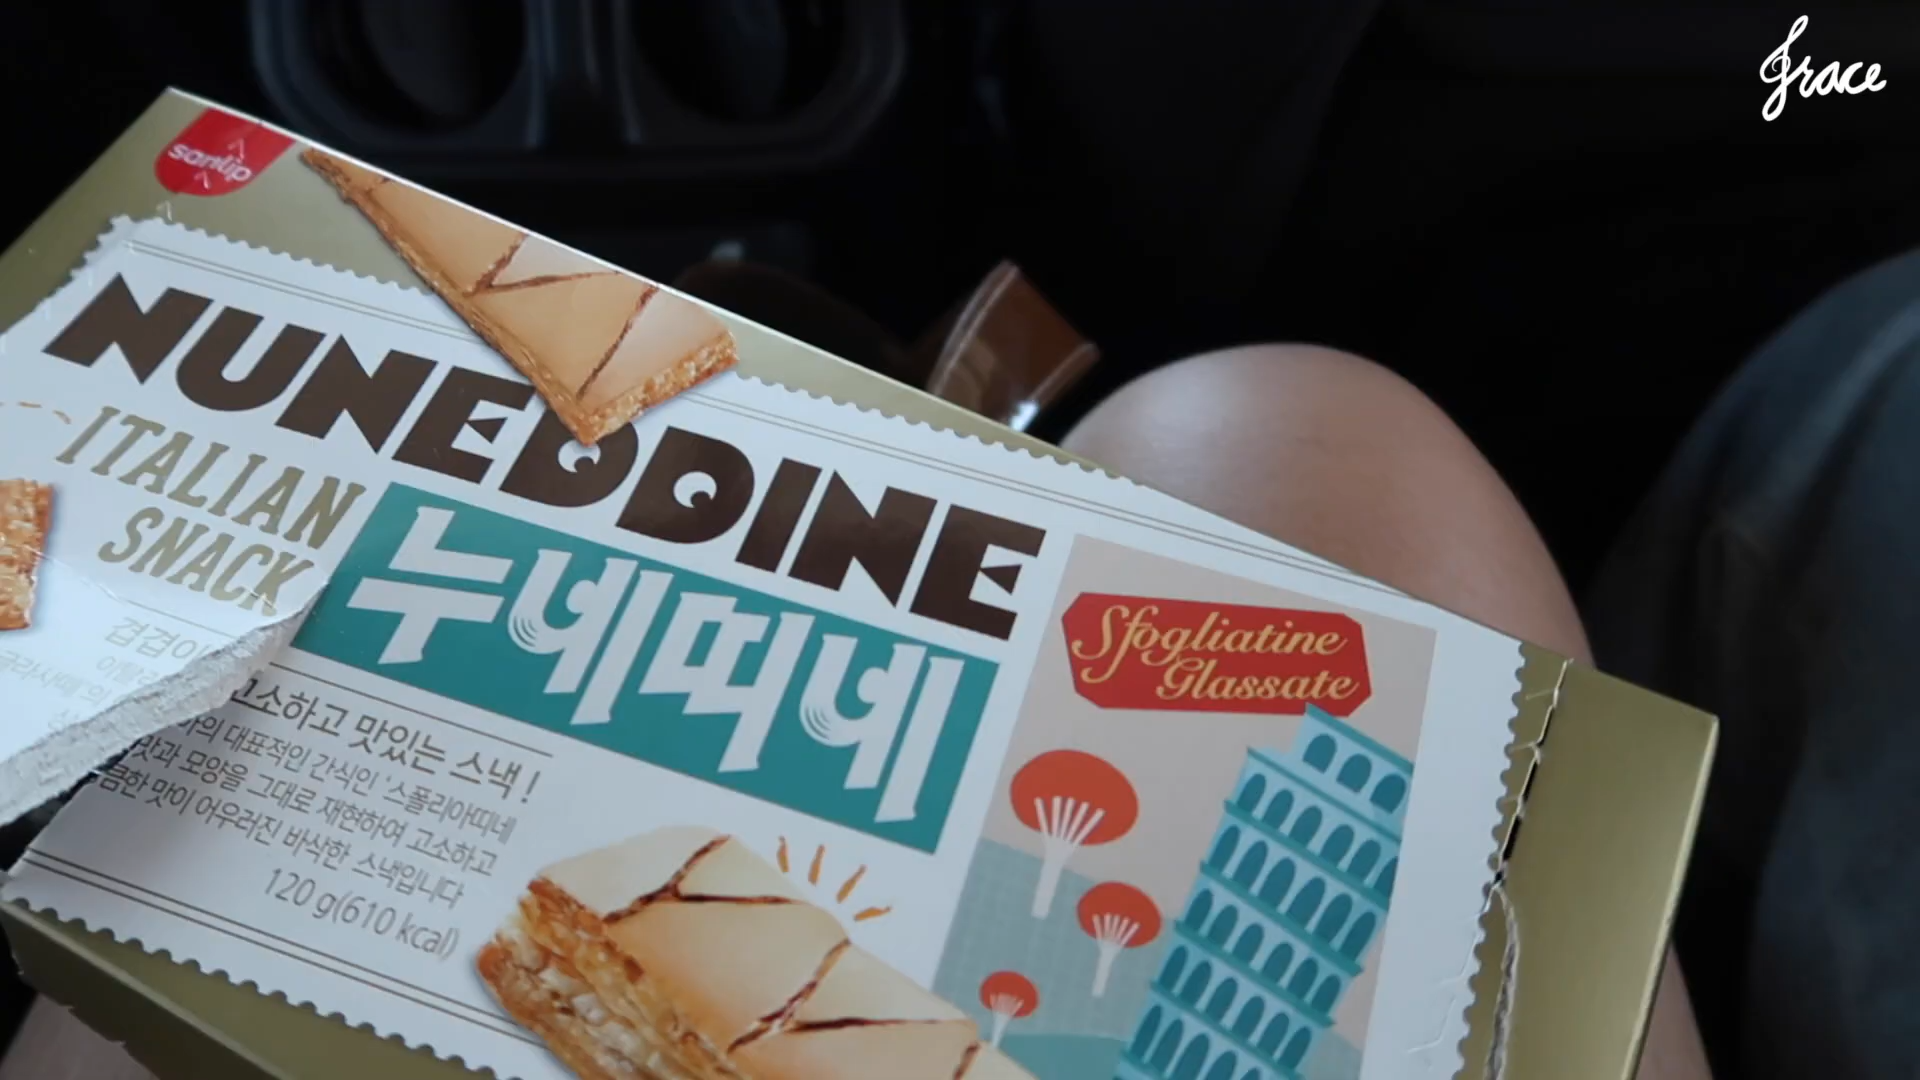 Grace
samlip
NUNEDDINE
ITALIAN
SNACK
누네띠네
Sfogliatine
Glassate
겹겹이
고소하고 맛있는 스낵!
대표적인 간식인 '스폴리아띠네
맛과 모양을 그대로 재현하여 고소하고
맛이 어우러진 바삭한 스낵입니다
120 g(610 kcal)